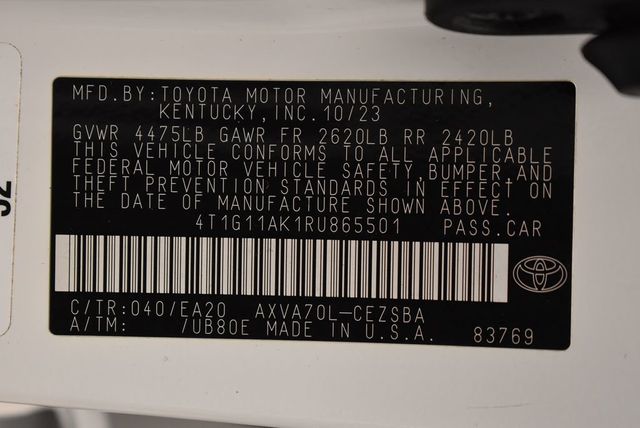 MFD.BY:TOYOTA MOTOR MANUFACTURING,
KENTUCKY,INC.10/23
GVWR 4475LB GAWR FR 2620LB RR 2420LB
THIS VEHICLE CONFORMS TO ALL APPLICABLE
FEDERAL MOTOR VEHICLE SAFETY,BUMPER,AND
THEFT PREVENTION STANDARDS IN EFFECT ON
THE DATE OF MANUFACTURE SHOWN ABOVE.
4T1G11AK1RU865501 PASS.CAR
C/TR:040/EA20 AXVA70L-CEZSBA
A/TM: /UB80E MADE IN U.S.A. 83769